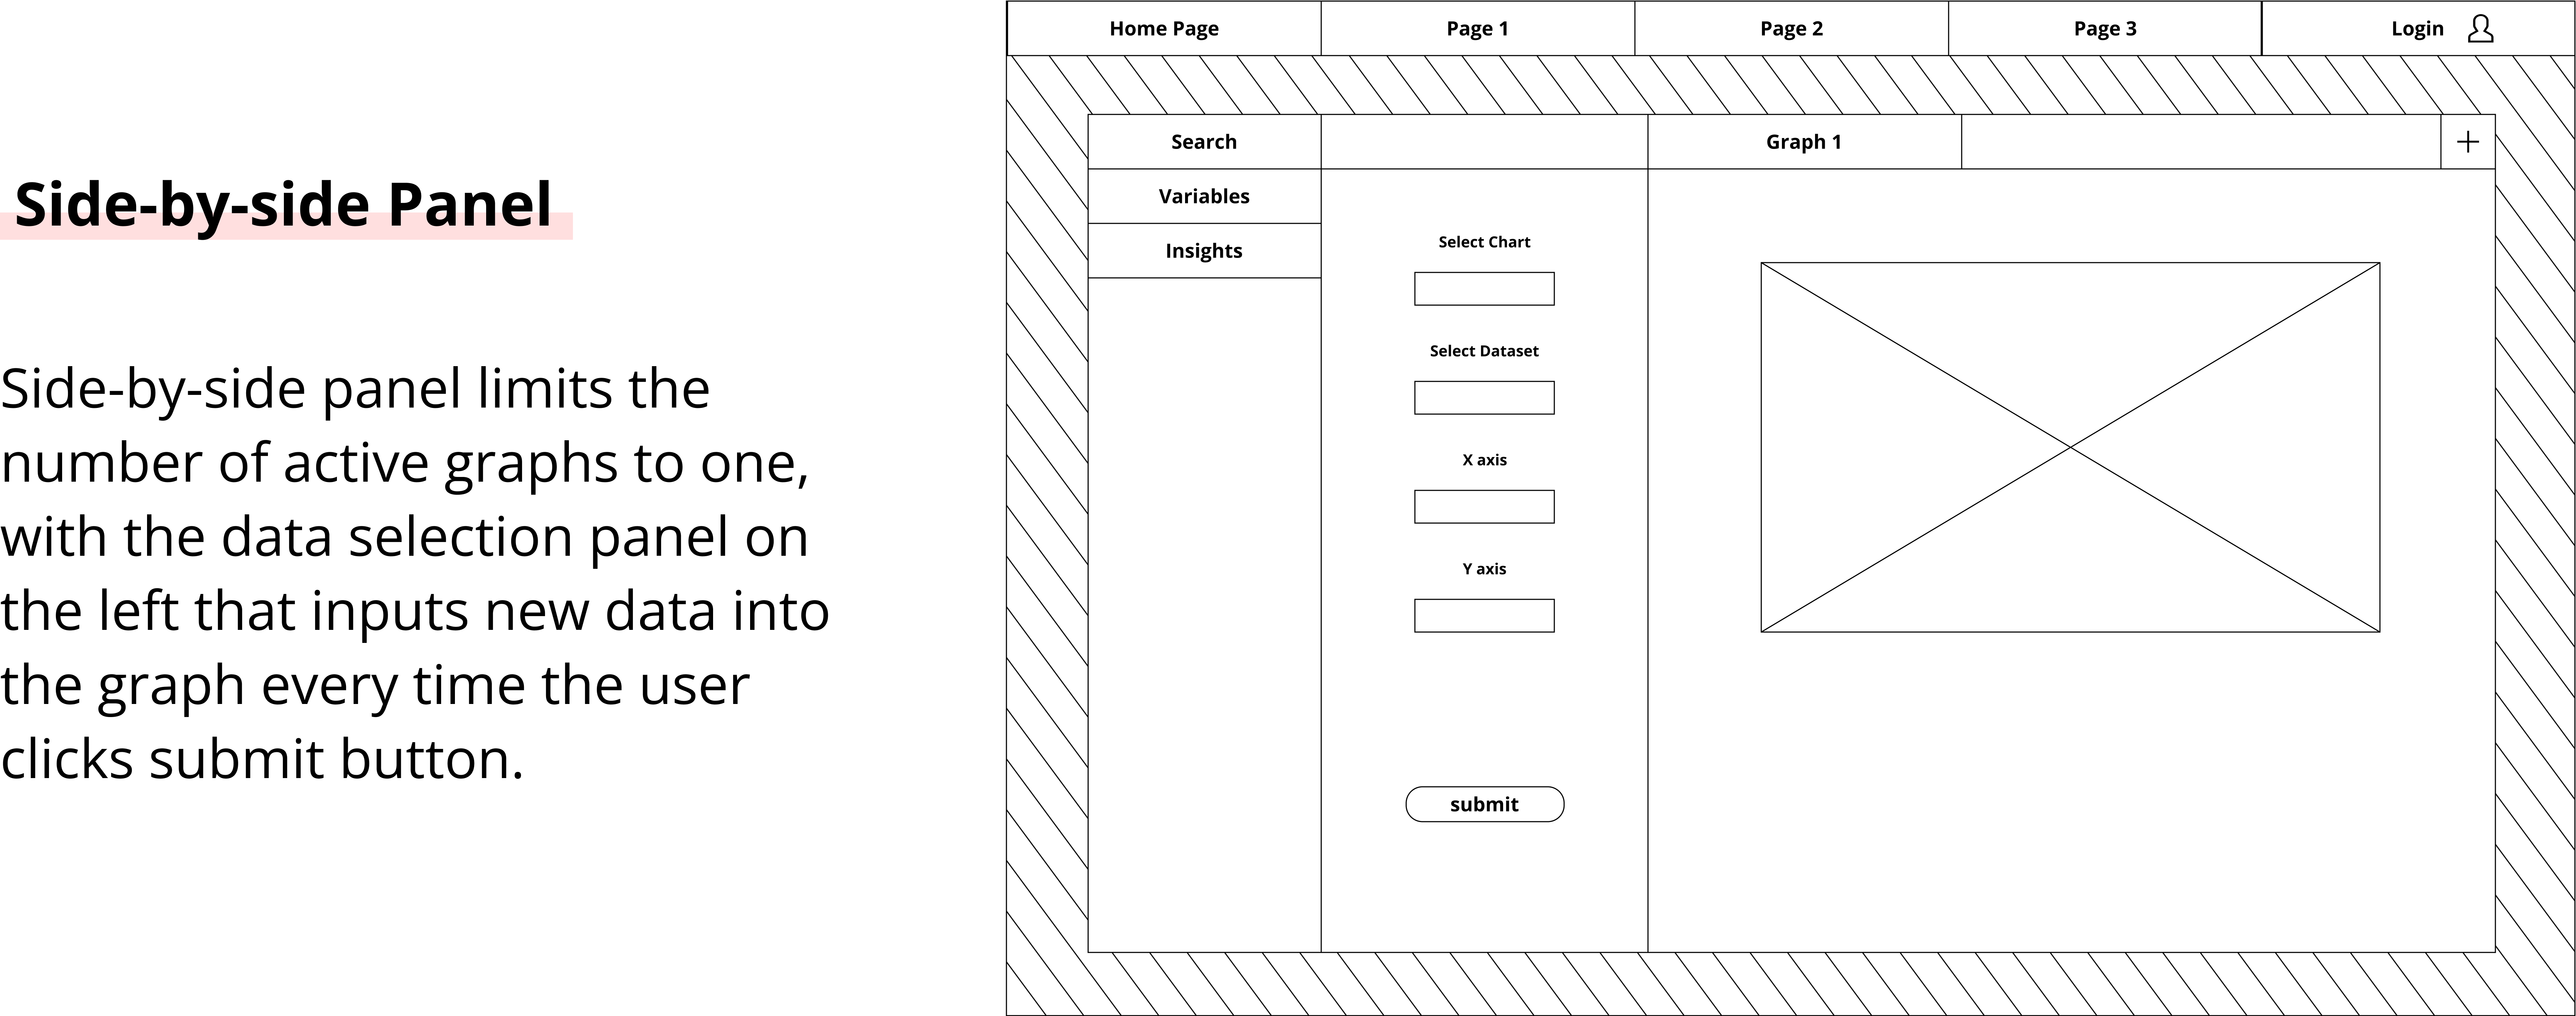 Side-by-side Panel
Side-by-side panel limits the
number of active graphs to one,
with the data selection panel on
the left that inputs new data into
the graph every time the user
clicks submit button.
Home Page
Page 1
Page 2
Page 3
Login
Search
Variables
Insights
Select Chart
Select Dataset
X axis
Y axis
submit
Graph 1
+